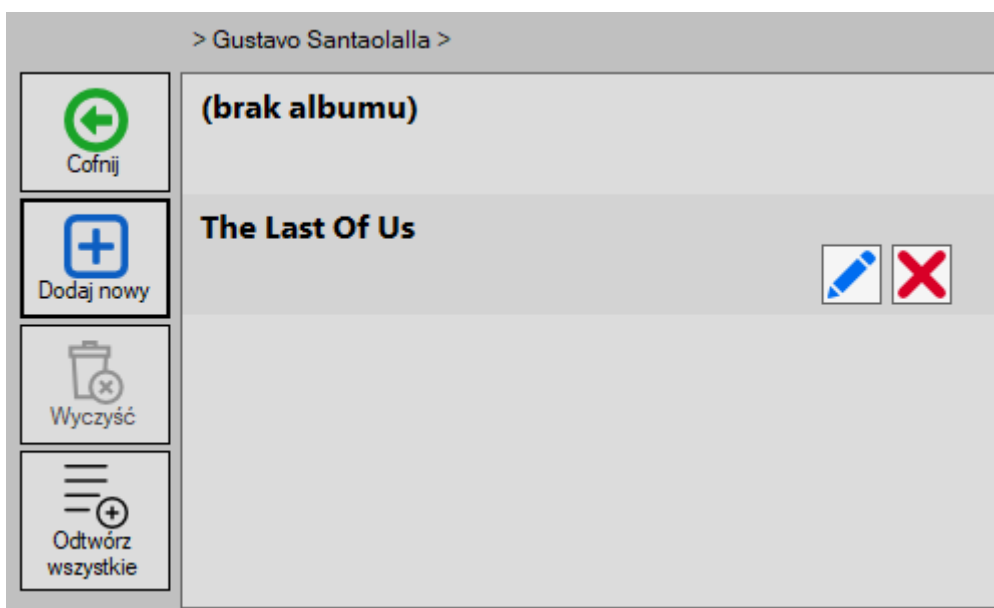 > Gustavo Santaolalla >
Cofnij
(brak albumu)
Dodaj nowy
The Last Of Us
Wyczyść
Odtwórz
wszystkie